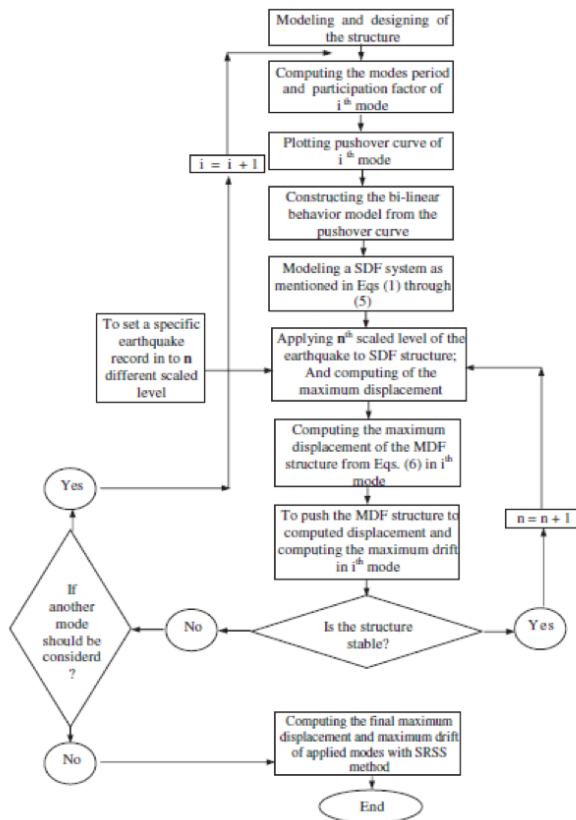 Modeling and designing of
the structure
Computing the modes period
and participation factor of
i th mode
Plotting pushover curve of
i th mode
i = i + 1
Constructing the bi-linear
behavior model from the
pushover curve
Modeling a SDF system as
mentioned in Eqs (1) through
(5)
To set a specific
earthquake
record in to n
different scaled
level
Applying nth scaled level of the
earthquake to SDF structure;
And computing of the
maximum displacement
Computing the maximum
displacement of the MDF
structure from Eqs. (6) in ith
mode
Yes
To push the MDF structure to
computed displacement and
computing the maximum drift
in ith mode
n = n + 1
If
another
mode
should be
considerd
?
No
Is the structure
stable?
Yes
No
Computing the final maximum
displacement and maximum drift
of applied modes with SRSS
method
End